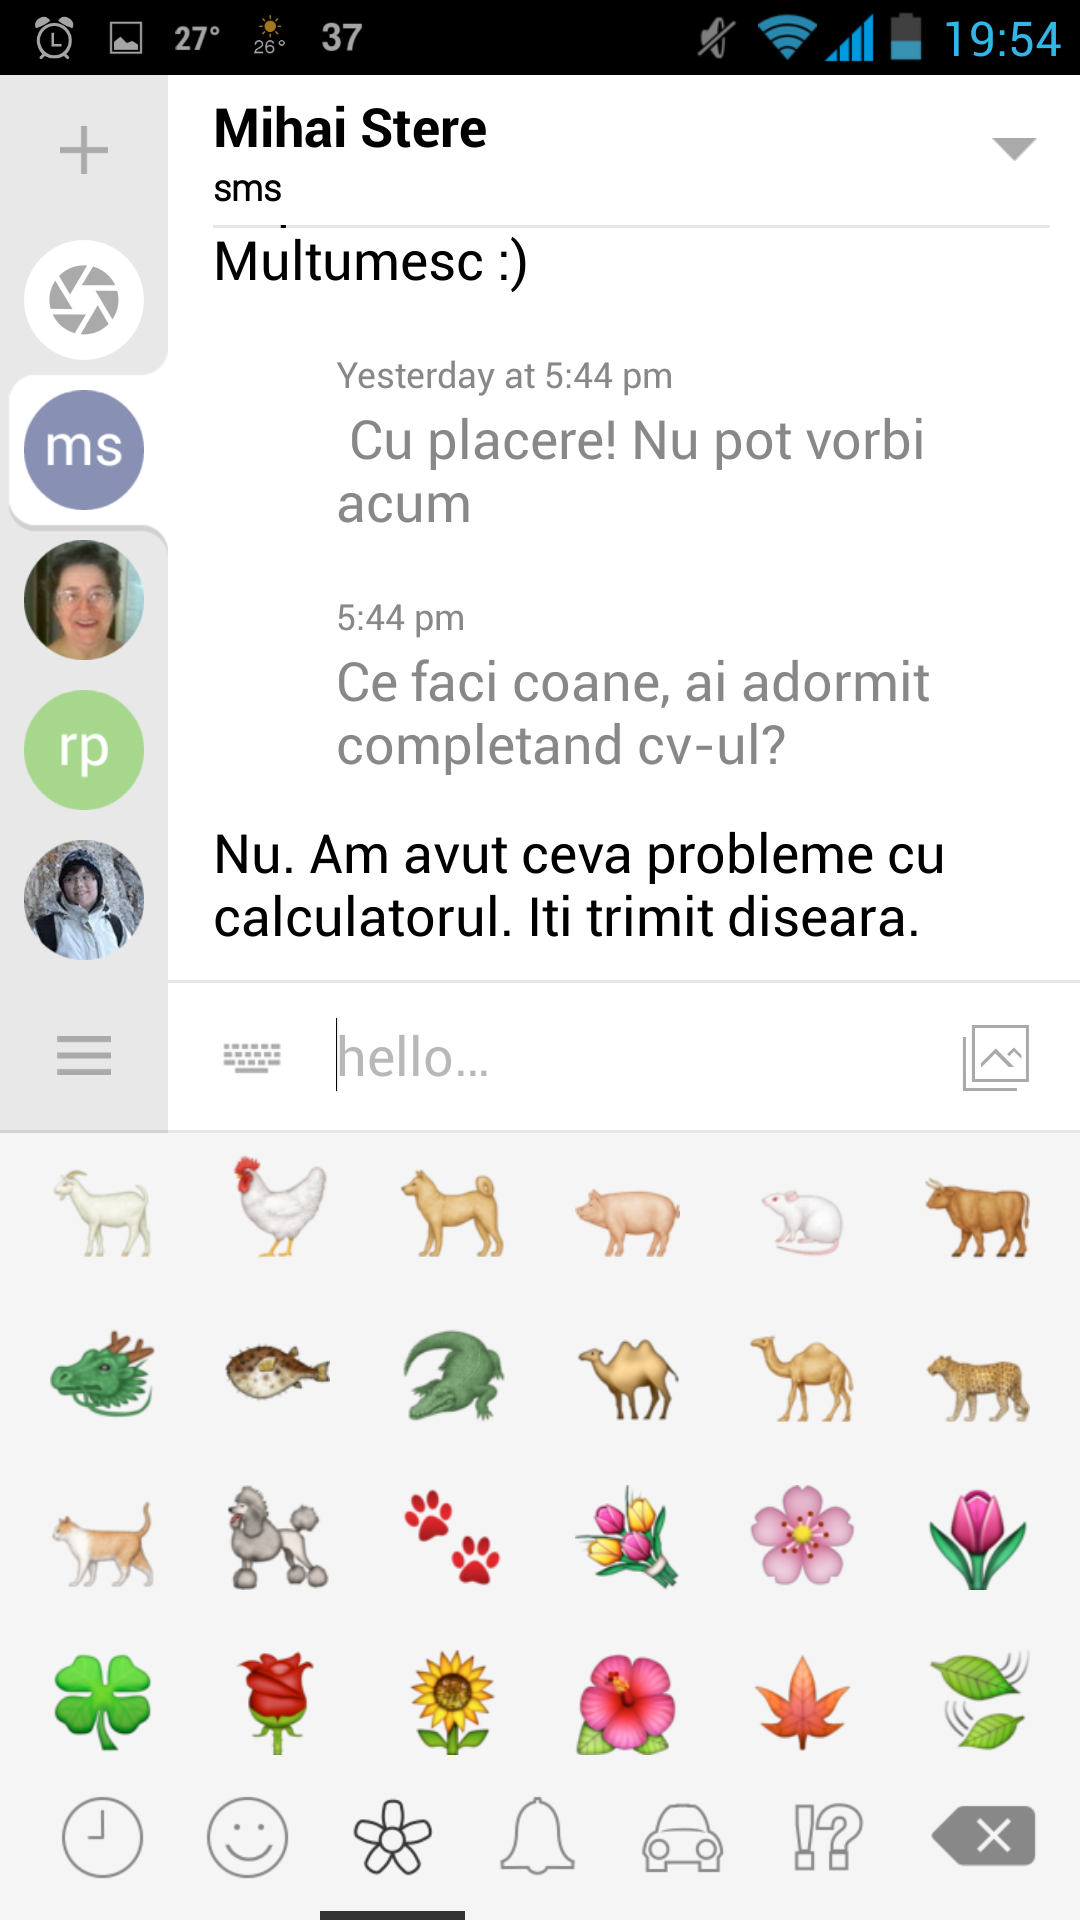 27° 26° 37 19:54
Mihai Stere
sms
Multumesc :)
Yesterday at 5:44 pm
Cu placere! Nu pot vorbi
acum
5:44 pm
Ce faci coane, ai adormit
completand cv-ul?
Nu. Am avut ceva probleme cu
calculatorul. Iti trimit diseara.
ms
rp
hello...
!?